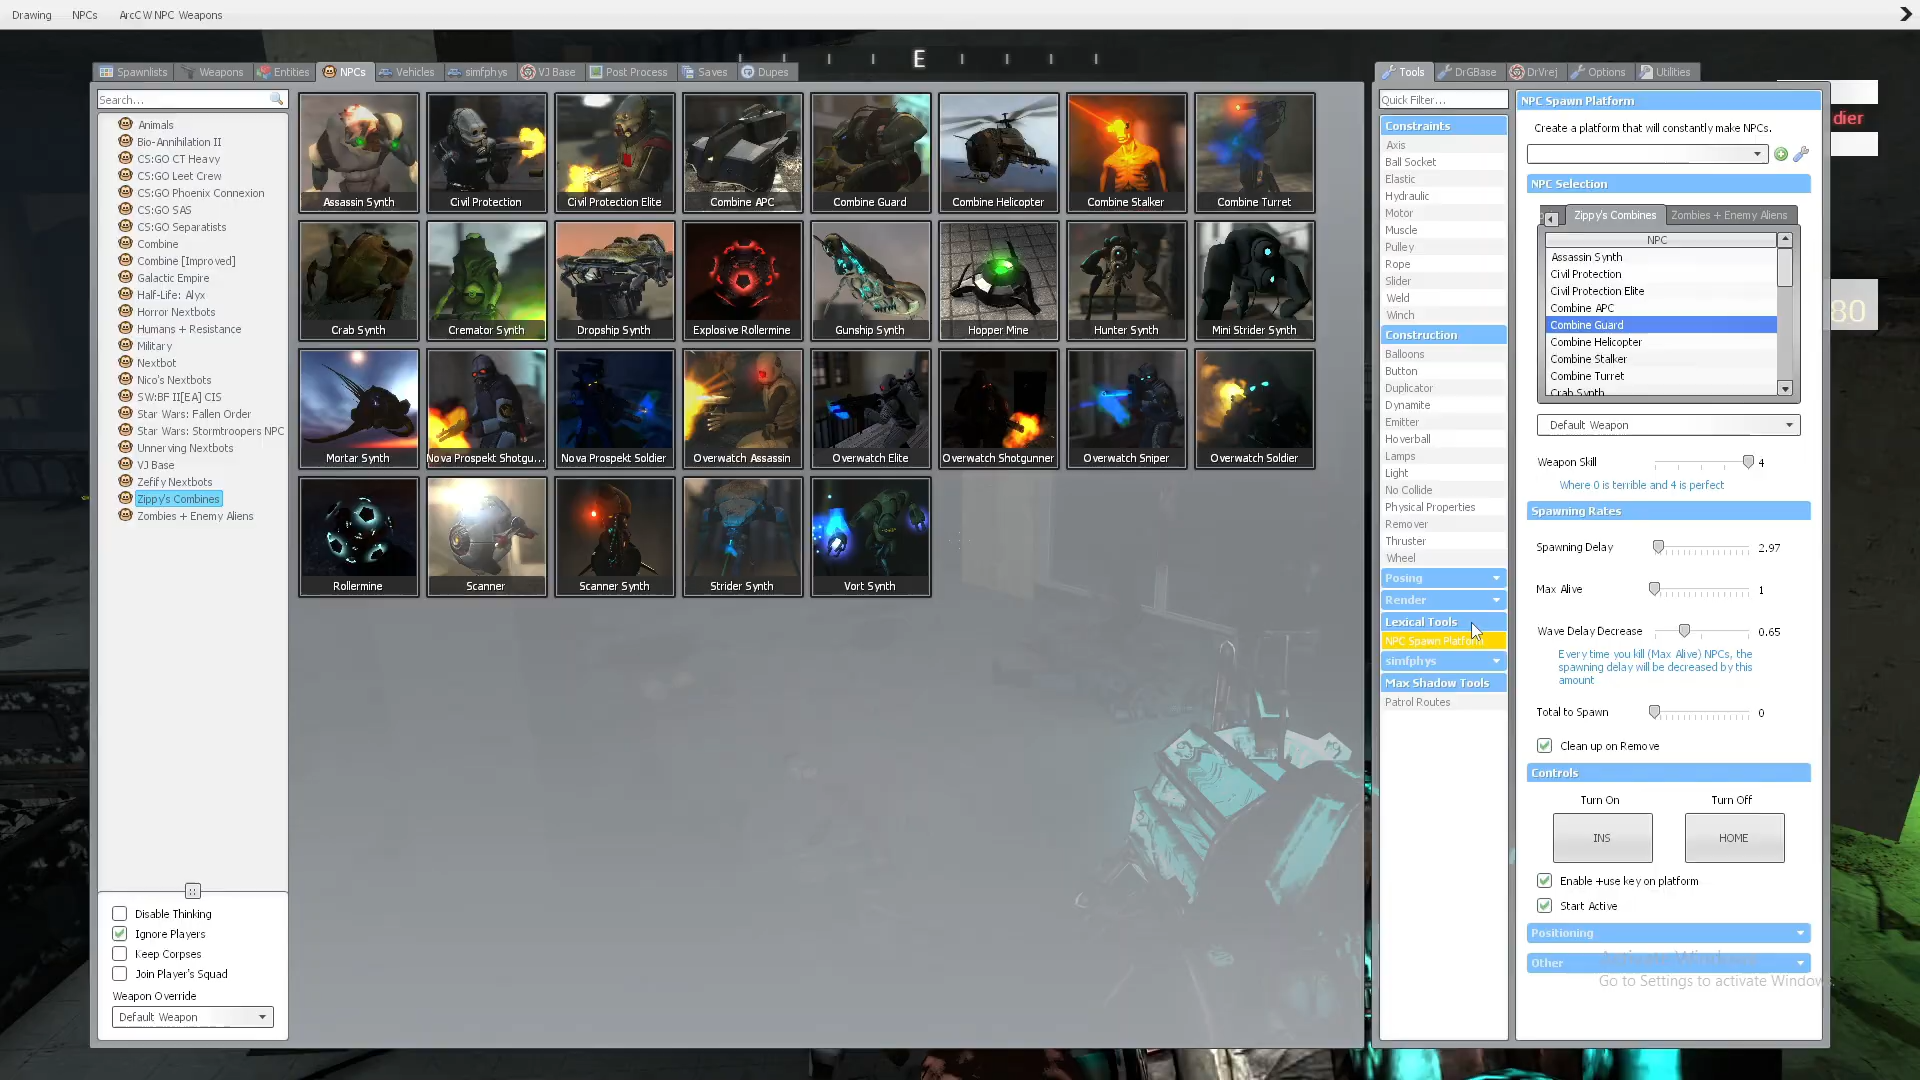 Drawing NPCs ArcCW NPC Weapons
E
Spawnlists Weapons Entities NPCs Vehicles simfphys VJ Base Post Process Saves Dupes
Search...
Animals
Bio-Annihilation II
CS:GO CT Heavy
CS:GO Leet Crew
CS:GO Phoenix Connexion
CS:GO SAS
CS:GO Separatists
Combine
Combine [Improved]
Galactic Empire
Half-Life: Alyx
Horror Nextbots
Humans + Resistance
Military
Nextbot
Nico's Nextbots
SW:BF II[EA] CIS
Star Wars: Fallen Order
Star Wars: Stormtroopers NPC
Unnerving Nextbots
VJ Base
Zefify Nextbots
Zippy's Combines
Zombies + Enemy Aliens
Disable Thinking
Ignore Players
Keep Corpses
Join Player's Squad
Weapon Override
Default Weapon
Assassin Synth Civil Protection Civil Protection Elite Combine APC Combine Guard Combine Helicopter Combine Stalker Combine Turret
Crab Synth Cremator Synth Dropship Synth Explosive Rollermine Gunship Synth Hopper Mine Hunter Synth Mini Strider Synth
Mortar Synth Nova Prospekt Shotgu... Nova Prospekt Soldier Overwatch Assassin Overwatch Elite Overwatch Shotgunner Overwatch Sniper Overwatch Soldier
Rollermine Scanner Scanner Synth Strider Synth Vort Synth
Tools DrGBase DrVrej Options Utilities
Quick Filter...
Constraints
Axis
Ball Socket
Elastic
Hydraulic
Motor
Muscle
Pulley
Rope
Slider
Weld
Winch
Construction
Balloons
Button
Duplicator
Dynamite
Emitter
Hoverball
Lamps
Light
No Collide
Physical Properties
Remover
Thruster
Wheel
Posing
Render
Lexical Tools
NPC Spawn Platform
simfphys
Max Shadow Tools
Patrol Routes
NPC Spawn Platform
Create a platform that will constantly make NPCs.
NPC Selection
Zippy's Combines Zombies + Enemy Aliens
NPC
Assassin Synth
Civil Protection
Civil Protection Elite
Combine APC
Combine Guard
Combine Helicopter
Combine Stalker
Combine Turret
Crab Synth
Default Weapon
Weapon Skill 4
Where 0 is terrible and 4 is perfect
Spawning Rates
Spawning Delay 2.97
Max Alive 1
Wave Delay Decrease 0.65
Every time you kill (Max Alive) NPCs, the
spawning delay will be decreased by this
amount
Total to Spawn 0
Clean up on Remove
Controls
Turn On Turn Off
INS HOME
Enable +use key on platform
Start Active
Positioning
Other
Activate Windows
Go to Settings to activate Windows.
dier
80